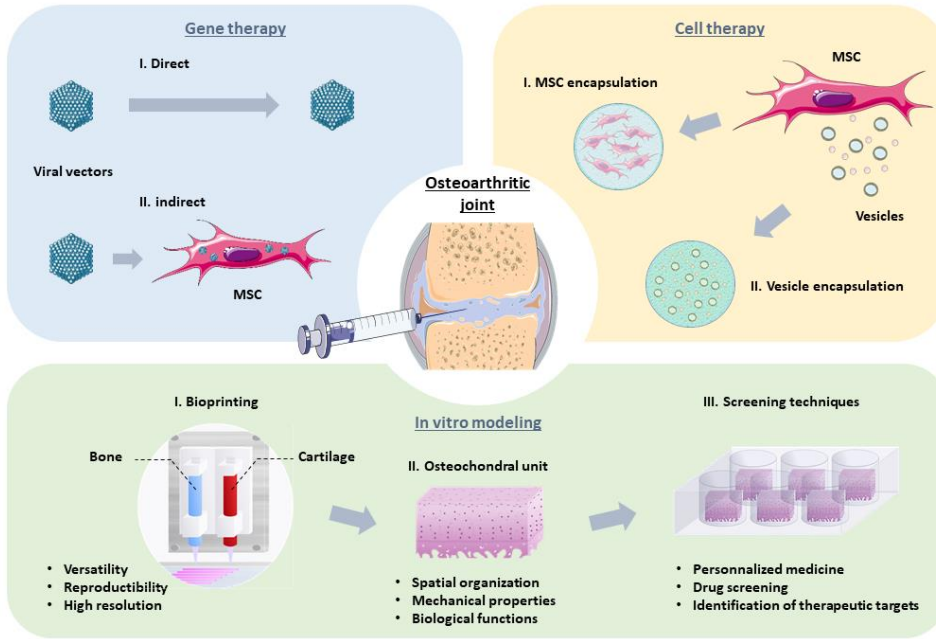 Gene therapy
I. Direct
Viral vectors
II. indirect
MSC
Cell therapy
MSC
I. MSC encapsulation
Vesicles
II. Vesicle encapsulation
Osteoarthritic
joint
In vitro modeling
I. Bioprinting
Bone
Cartilage
• Versatility
• Reproductibility
• High resolution
II. Osteochondral unit
• Spatial organization
• Mechanical properties
• Biological functions
III. Screening techniques
• Personnalized medicine
• Drug screening
• Identification of therapeutic targets